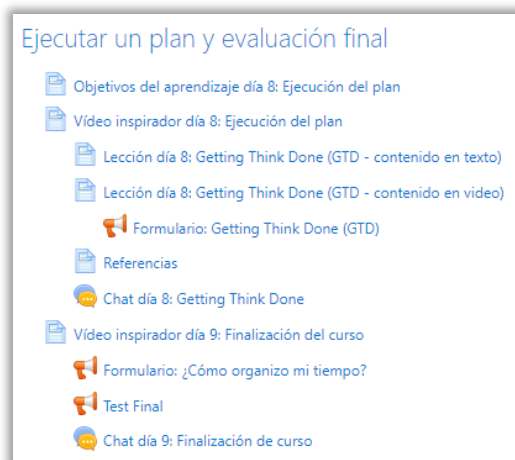 Ejecutar un plan y evaluación final
Objetivos del aprendizaje día 8: Ejecución del plan
Vídeo inspirador día 8: Ejecución del plan
Lección día 8: Getting Think Done (GTD - contenido en texto)
Lección día 8: Getting Think Done (GTD - contenido en video)
Formulario: Getting Think Done (GTD)
Referencias
Chat día 8: Getting Think Done
Vídeo inspirador día 9: Finalización del curso
Formulario: ¿Cómo organizo mi tiempo?
Test Final
Chat día 9: Finalización de curso